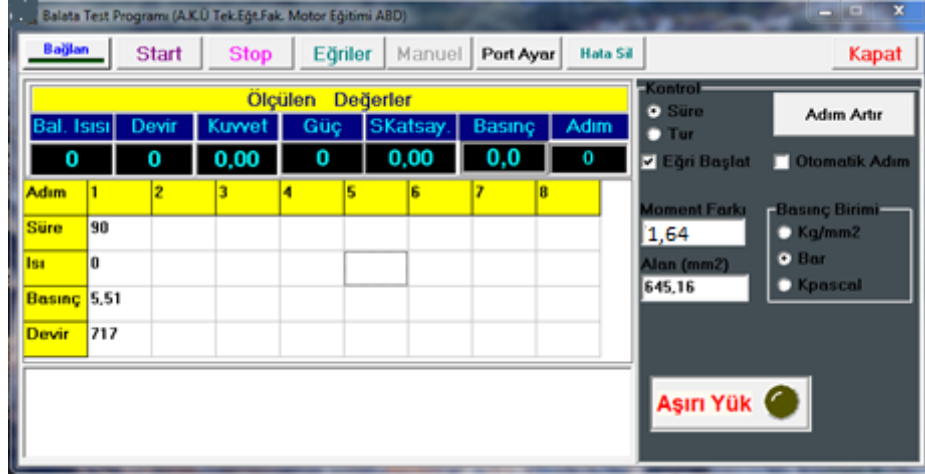 Balata Test Programı (A.K.Ü Tek.Eğt.Fak. Motor Eğitimi ABD)
Bağlan Start Stop Eğriler Manuel Port Ayar Hata Sil Kapat
Ölçülen Değerler
Bal. Isısı Devir Kuvvet Güç SKatsay. Basınç Adım
0 0 0,00 0 0,00 0,0 0
Adım 1 2 3 4 5 6 7 8
Süre 90
Isı 0
Basınç 5,51
Devir 717
Kontrol
Süre
Tur
Adım Artır
Eğri Başlat Otomatik Adım
Moment Farkı
1,64
Alan (mm2)
645,16
Basınç Birimi
Kg/mm2
Bar
Kpascal
Aşırı Yük